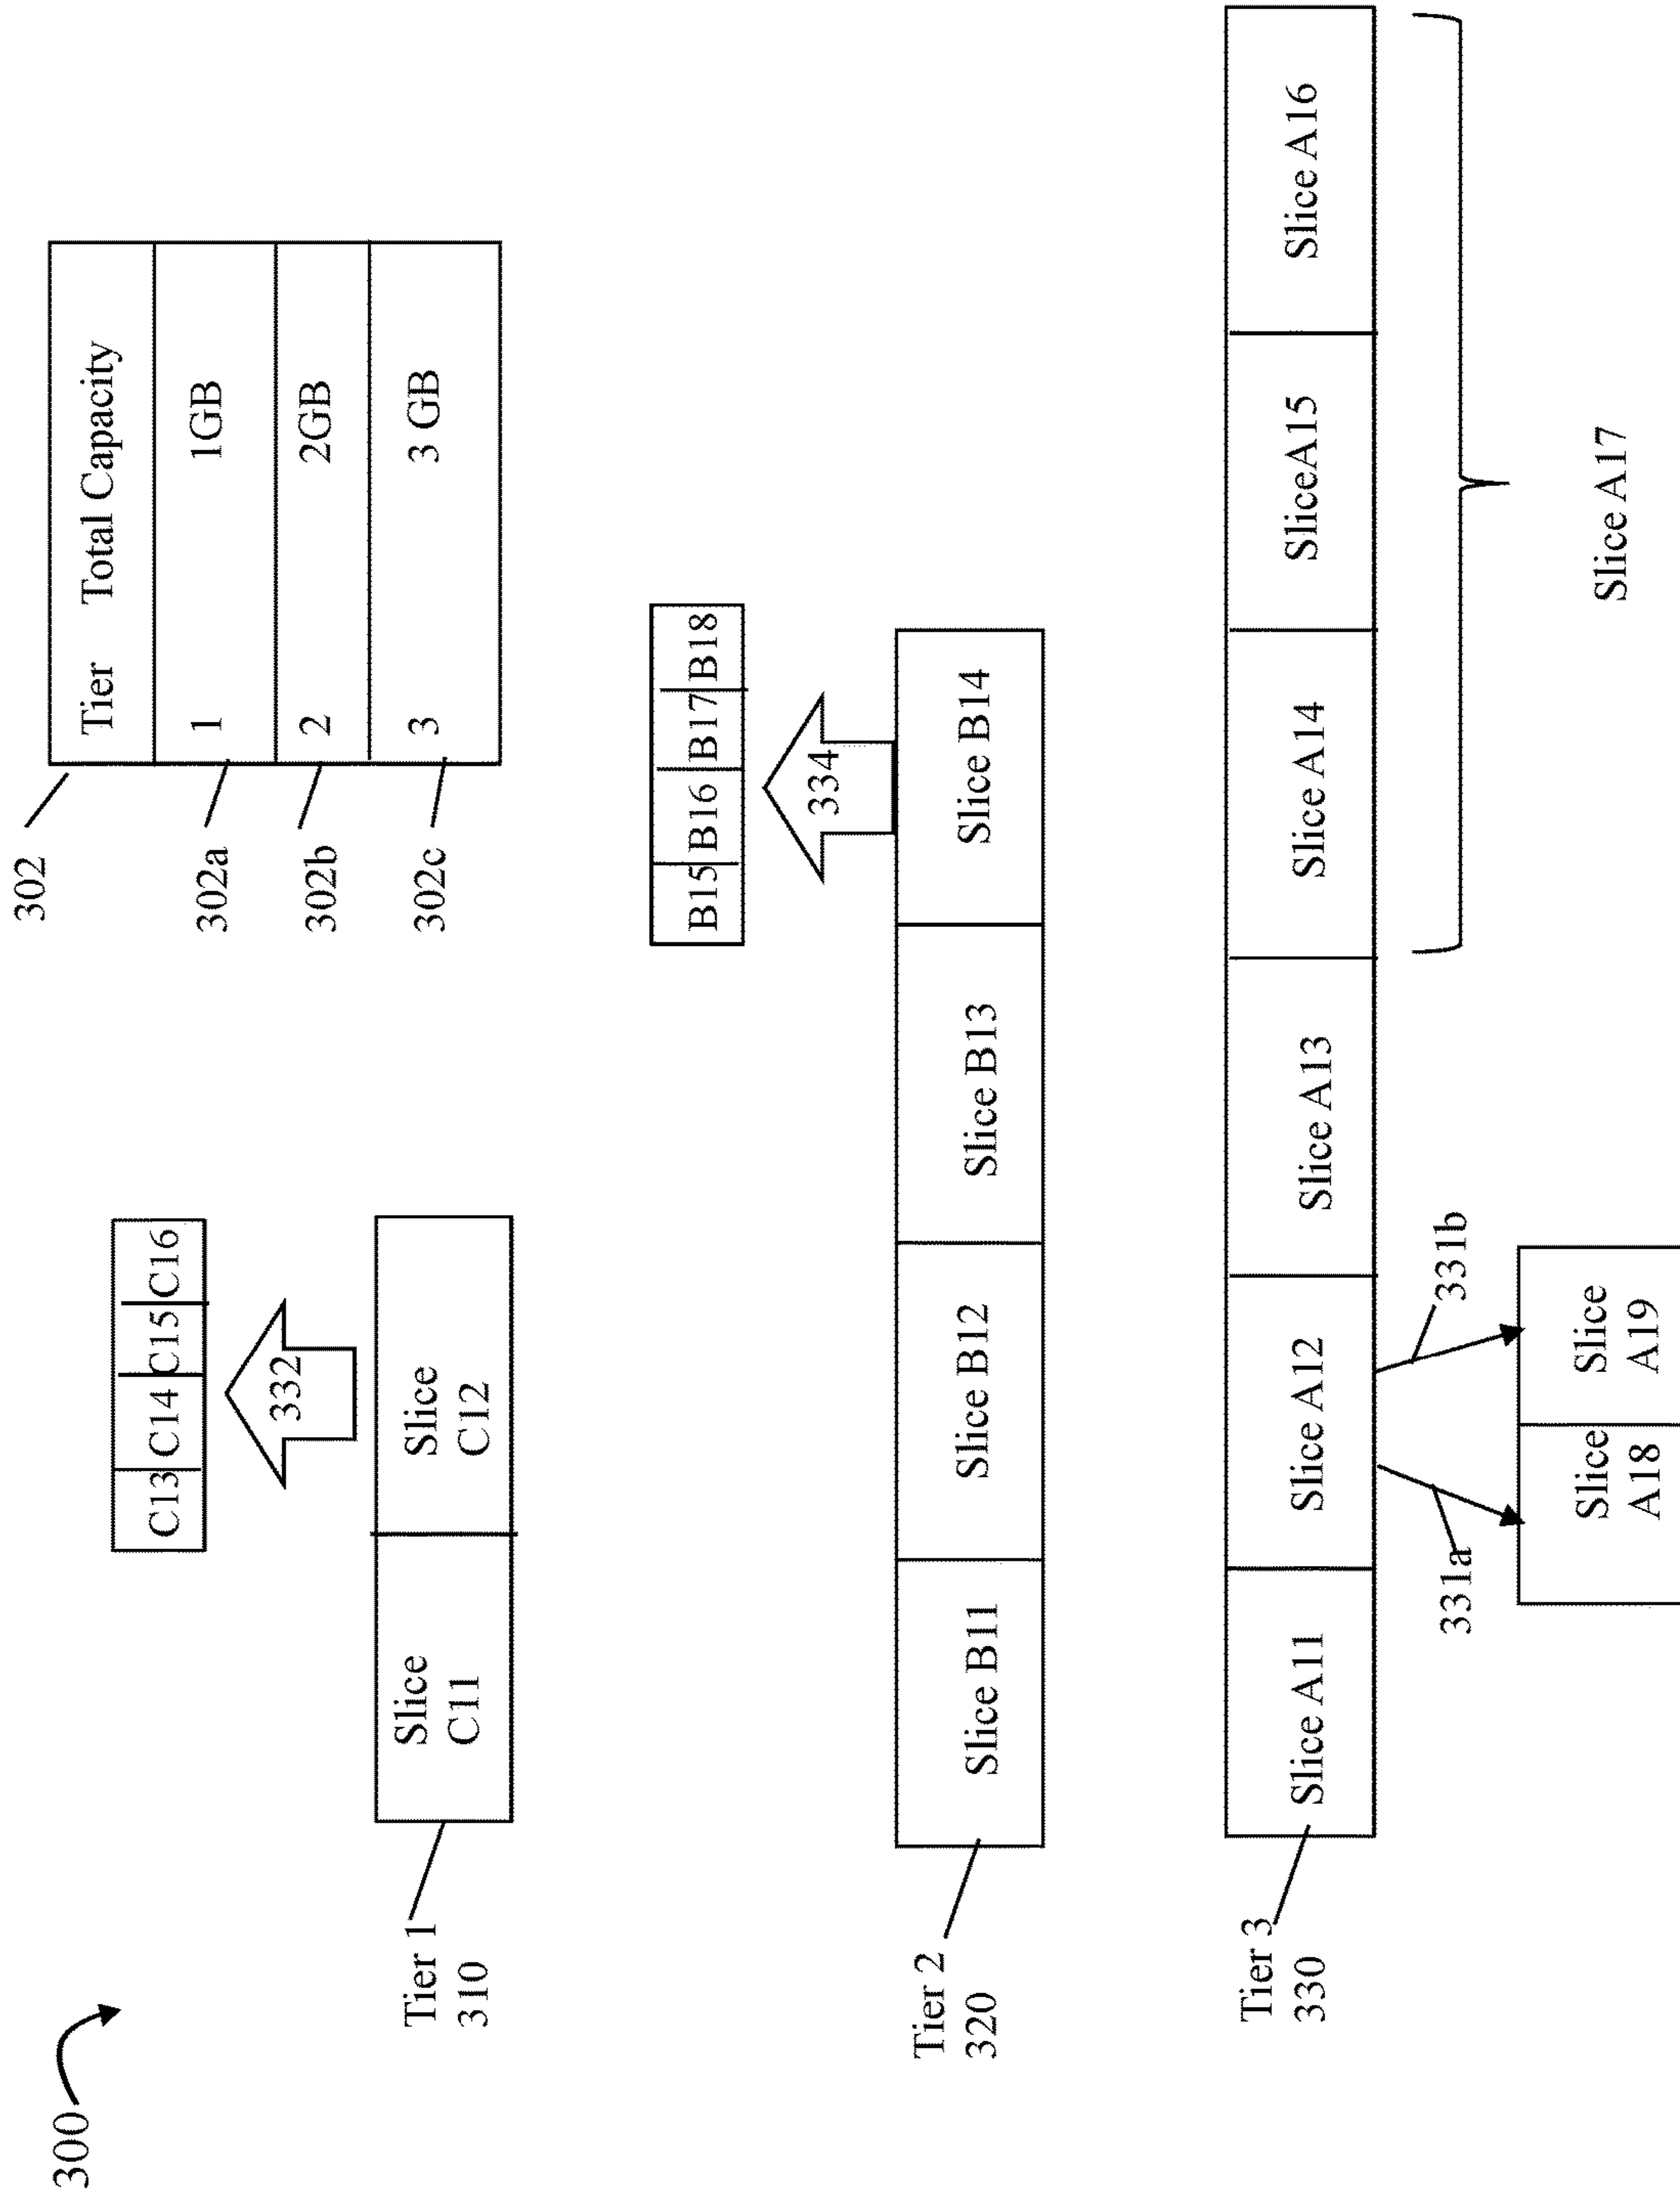 300
302
Tier Total Capacity
302a
1 1GB
302b
2 2GB
302c
3 3 GB
C13 C14 C15 C16
332
Tier 1
310
Slice
C11
Slice
C12
B15 B16 B17 B18
334
Tier 2
320
Slice B11 Slice B12 Slice B13 Slice B14
Tier 3
330
Slice A11 Slice A12 Slice A13 Slice A14 SliceA15 Slice A16
331a
331b
Slice
A18
Slice
A19
Slice A17